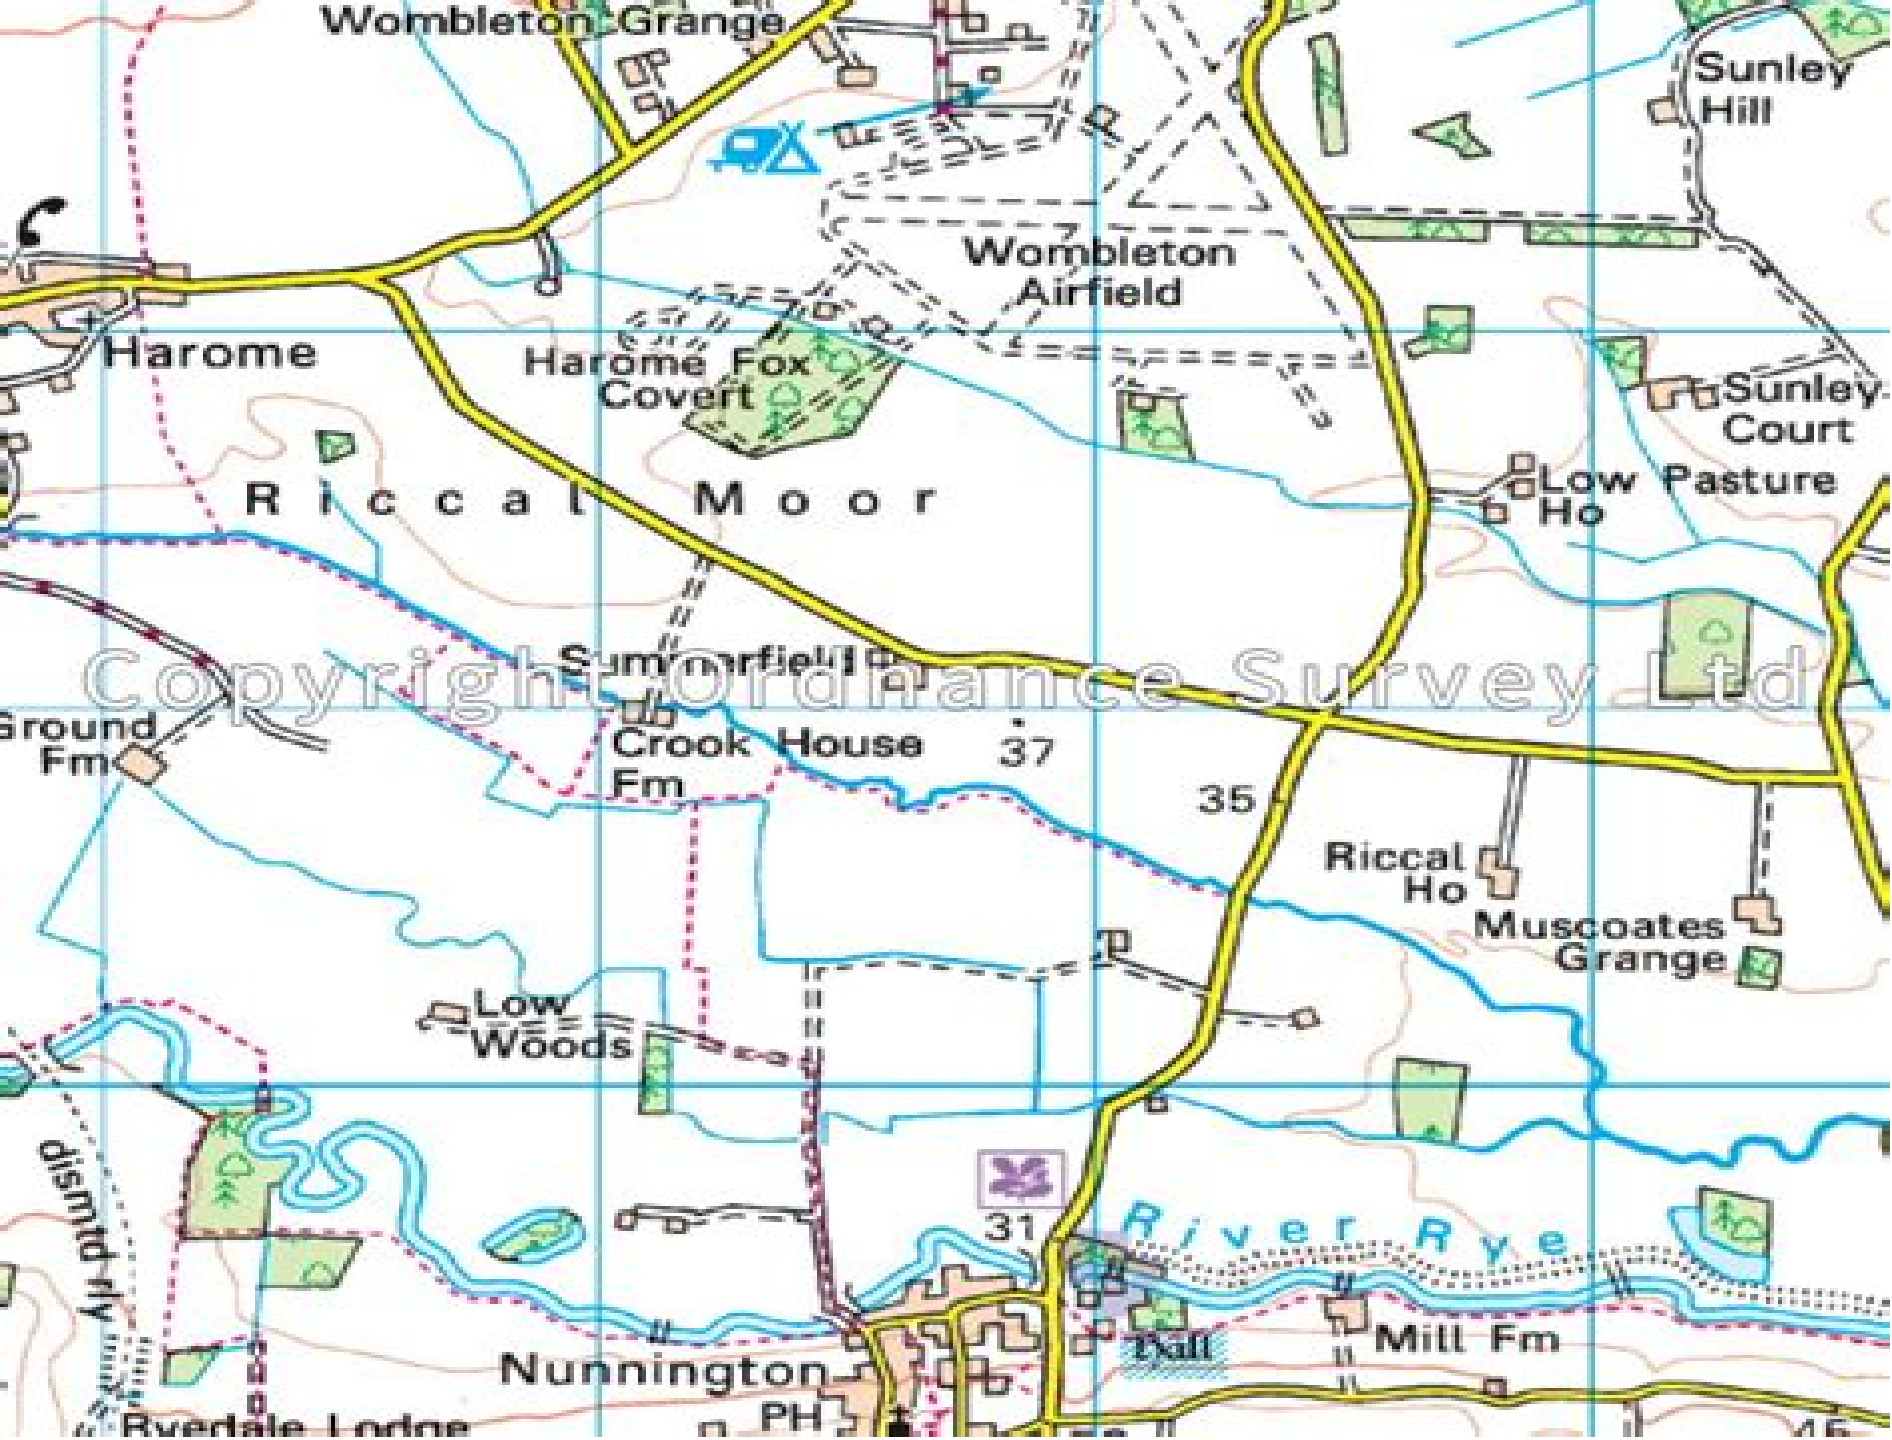 Wombleton Grange
Sunley
Hill
Wombleton
Airfield
Harome
Harome Fox
Covert
Sunley
Court
Riccal Moor
Low Pasture
Ho
Summerfield
Copyright Ordnance Survey Ltd
Ground
Fm
Crook House
Fm
37
35
Riccal
Ho
Muscoates
Grange
Low
Woods
dismtd rly
31
River Rye
Mill Fm
Nunnington
PH
Ryedale Lodge